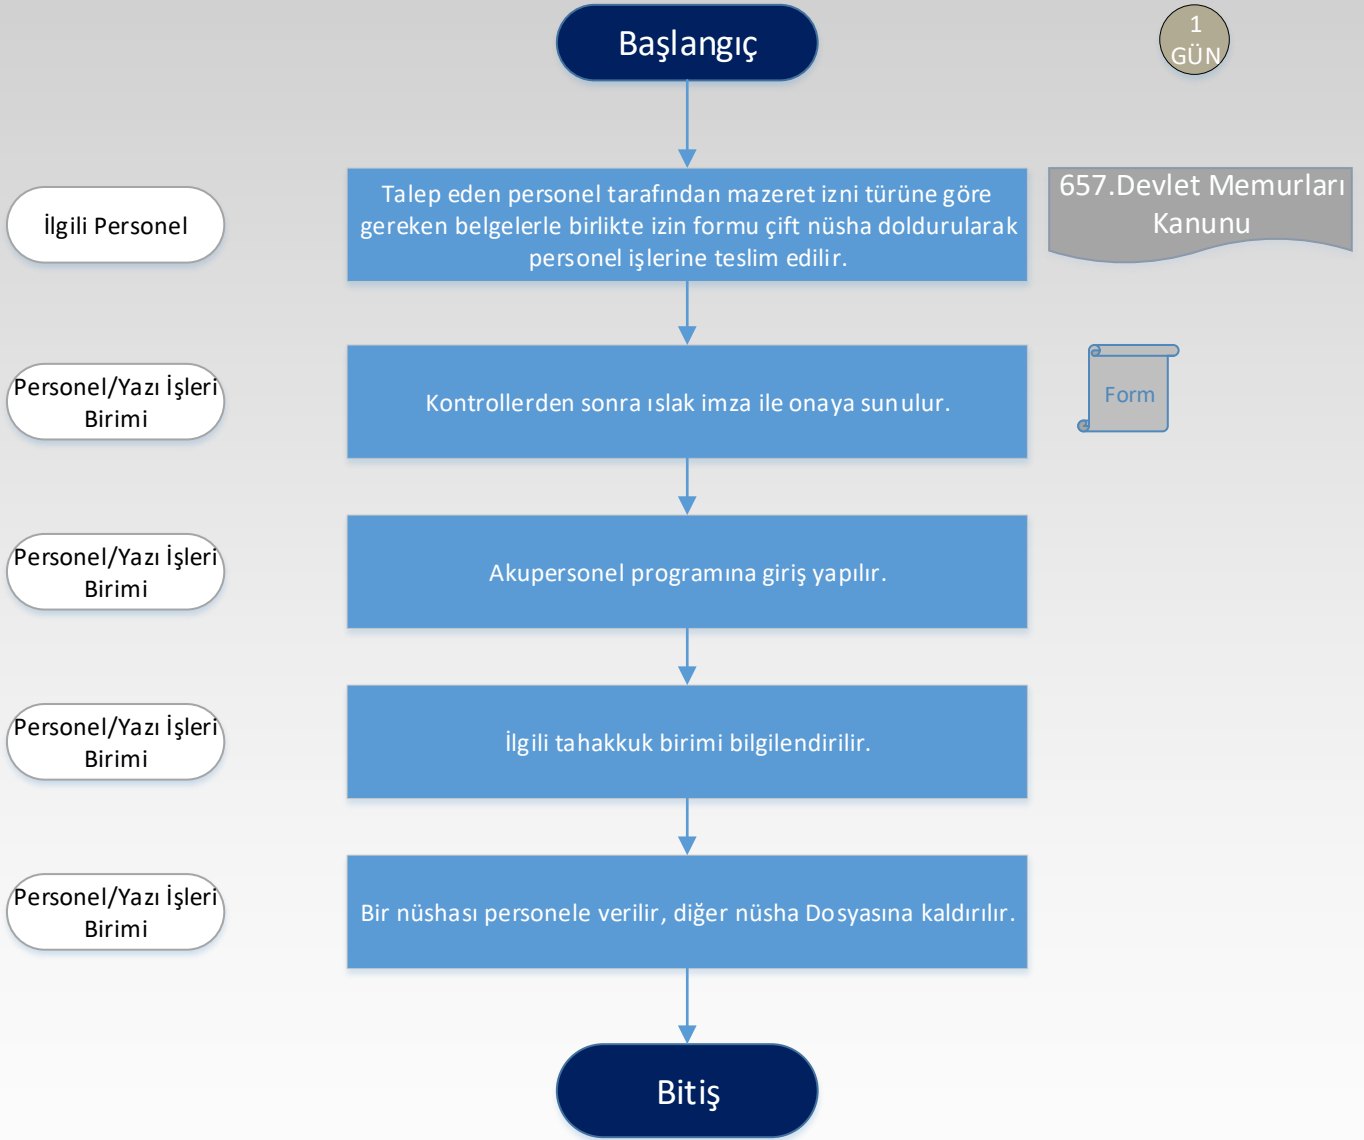 Başlangıç
1
GÜN
İlgili Personel
Talep eden personel tarafından mazeret izni türüne göre
gereken belgelerle birlikte izin formu çift nüsha doldurularak
personel işlerine teslim edilir.
657.Devlet Memurları
Kanunu
Personel/Yazı İşleri
Birimi
Kontrollerden sonra ıslak imza ile onaya sunulur.
Form
Personel/Yazı İşleri
Birimi
Akupersonel programına giriş yapılır.
Personel/Yazı İşleri
Birimi
İlgili tahakkuk birimi bilgilendirilir.
Personel/Yazı İşleri
Birimi
Bir nüshası personele verilir, diğer nüsha Dosyasına kaldırılır.
Bitiş